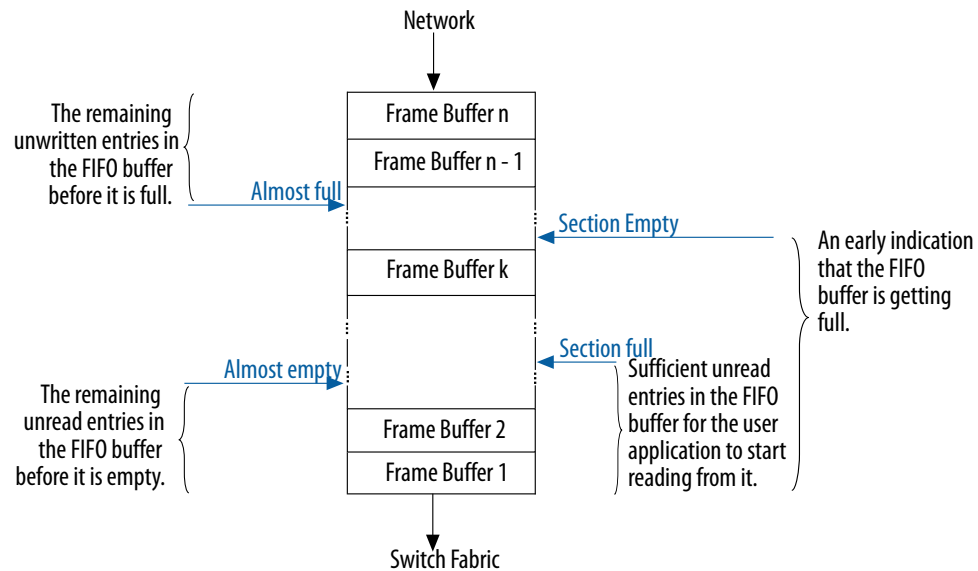 Network
The remaining
unwritten entries in
the FIFO buffer
before it is full.
Frame Buffer n
Frame Buffer n - 1
Almost full
Section Empty
An early indication
that the FIFO
buffer is getting
full.
Frame Buffer k
Section full
Almost empty
Sufficient unread
entries in the FIFO
buffer for the user
application to start
reading from it.
The remaining
unread entries in
the FIFO buffer
before it is empty.
Frame Buffer 2
Frame Buffer 1
Switch Fabric